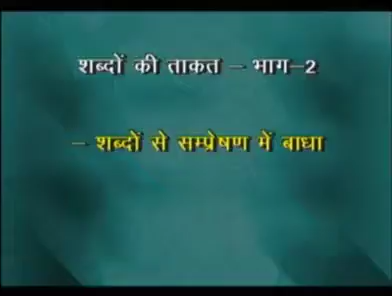 शब्दों की ताकत – भाग–2
– शब्दों से सम्प्रेषण में बाधा